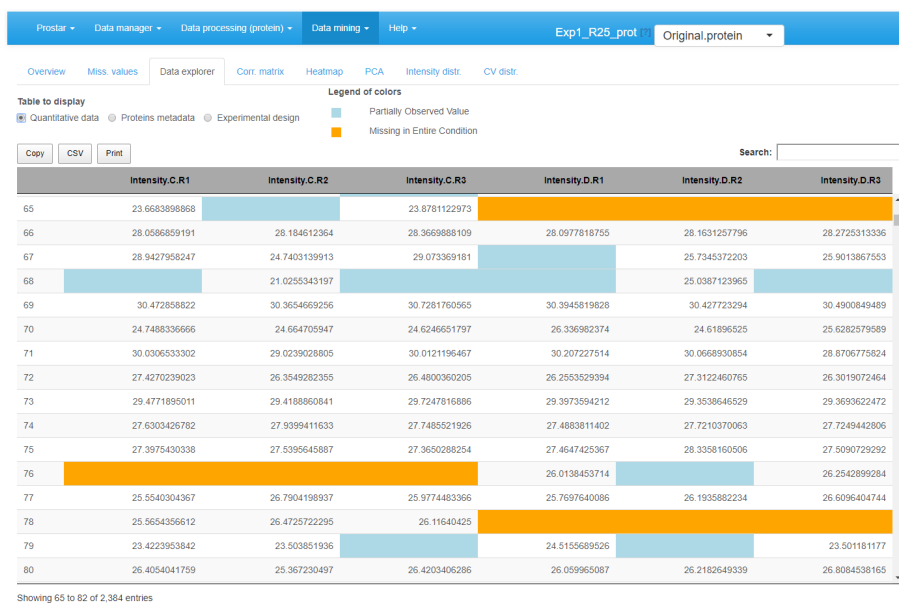 Prostar Data manager Data processing (protein) Data mining Help Exp1_R25_prot [?] Original.protein
Overview Miss. values Data explorer Corr. matrix Heatmap PCA Intensity distr. CV distr.
Legend of colors
Table to display
Quantitative data Proteins metadata Experimental design
Partially Observed Value
Missing in Entire Condition
Copy CSV Print Search:
Intensity.C.R1 Intensity.C.R2 Intensity.C.R3 Intensity.D.R1 Intensity.D.R2 Intensity.D.R3
65 23.6683898868 23.8781122973
66 28.0586859191 28.184612364 28.3669888109 28.0977818755 28.1631257796 28.2725313336
67 28.9427958247 24.7403139913 29.073369181 25.7345372203 25.9013867553
68 21.0255343197 25.0387123965
69 30.472858822 30.3654669256 30.7281760565 30.3945819828 30.427723294 30.4900849489
70 24.7488336666 24.664705947 24.6246651797 26.336982374 24.61896525 25.6282579589
71 30.0306533302 29.0239028805 30.0121196467 30.207227514 30.0668930854 28.8706775824
72 27.4270239023 26.3549282355 26.4800360205 26.2553529394 27.3122460765 26.3019072464
73 29.4771895011 29.4188860841 29.7247816886 29.3973594212 29.3538646529 29.3693622472
74 27.6303426782 27.9399411633 27.7485521926 27.4883811402 27.7210370063 27.7249442806
75 27.3975430338 27.5395645887 27.3650288254 27.4647425367 28.3358160506 27.5090729292
76 26.0138453714 26.2542899284
77 25.5540304367 26.7904198937 25.9774483366 25.7697640086 26.1935882234 26.6096404744
78 25.5654356612 26.4725722295 26.11640425
79 23.4223953842 23.503851936 24.5155689526 23.501181177
80 26.4054041759 25.367230497 26.4203406286 26.059965087 26.2182649339 26.8084538165
Showing 65 to 82 of 2,384 entries